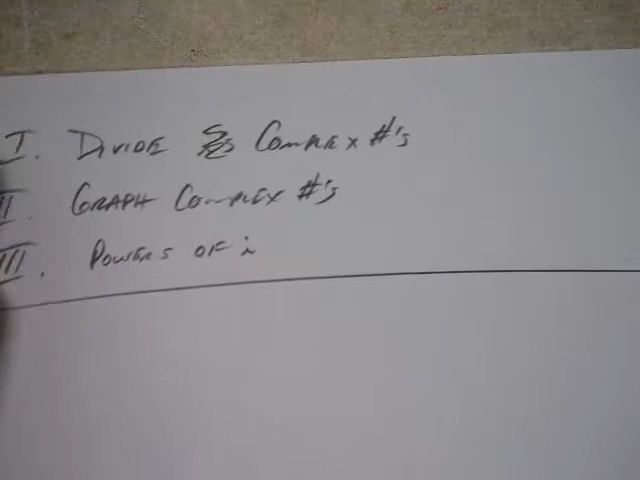 I. DIVIDE COMPLEX #'s
II. GRAPH COMPLEX #'s
III. POWERS OF i